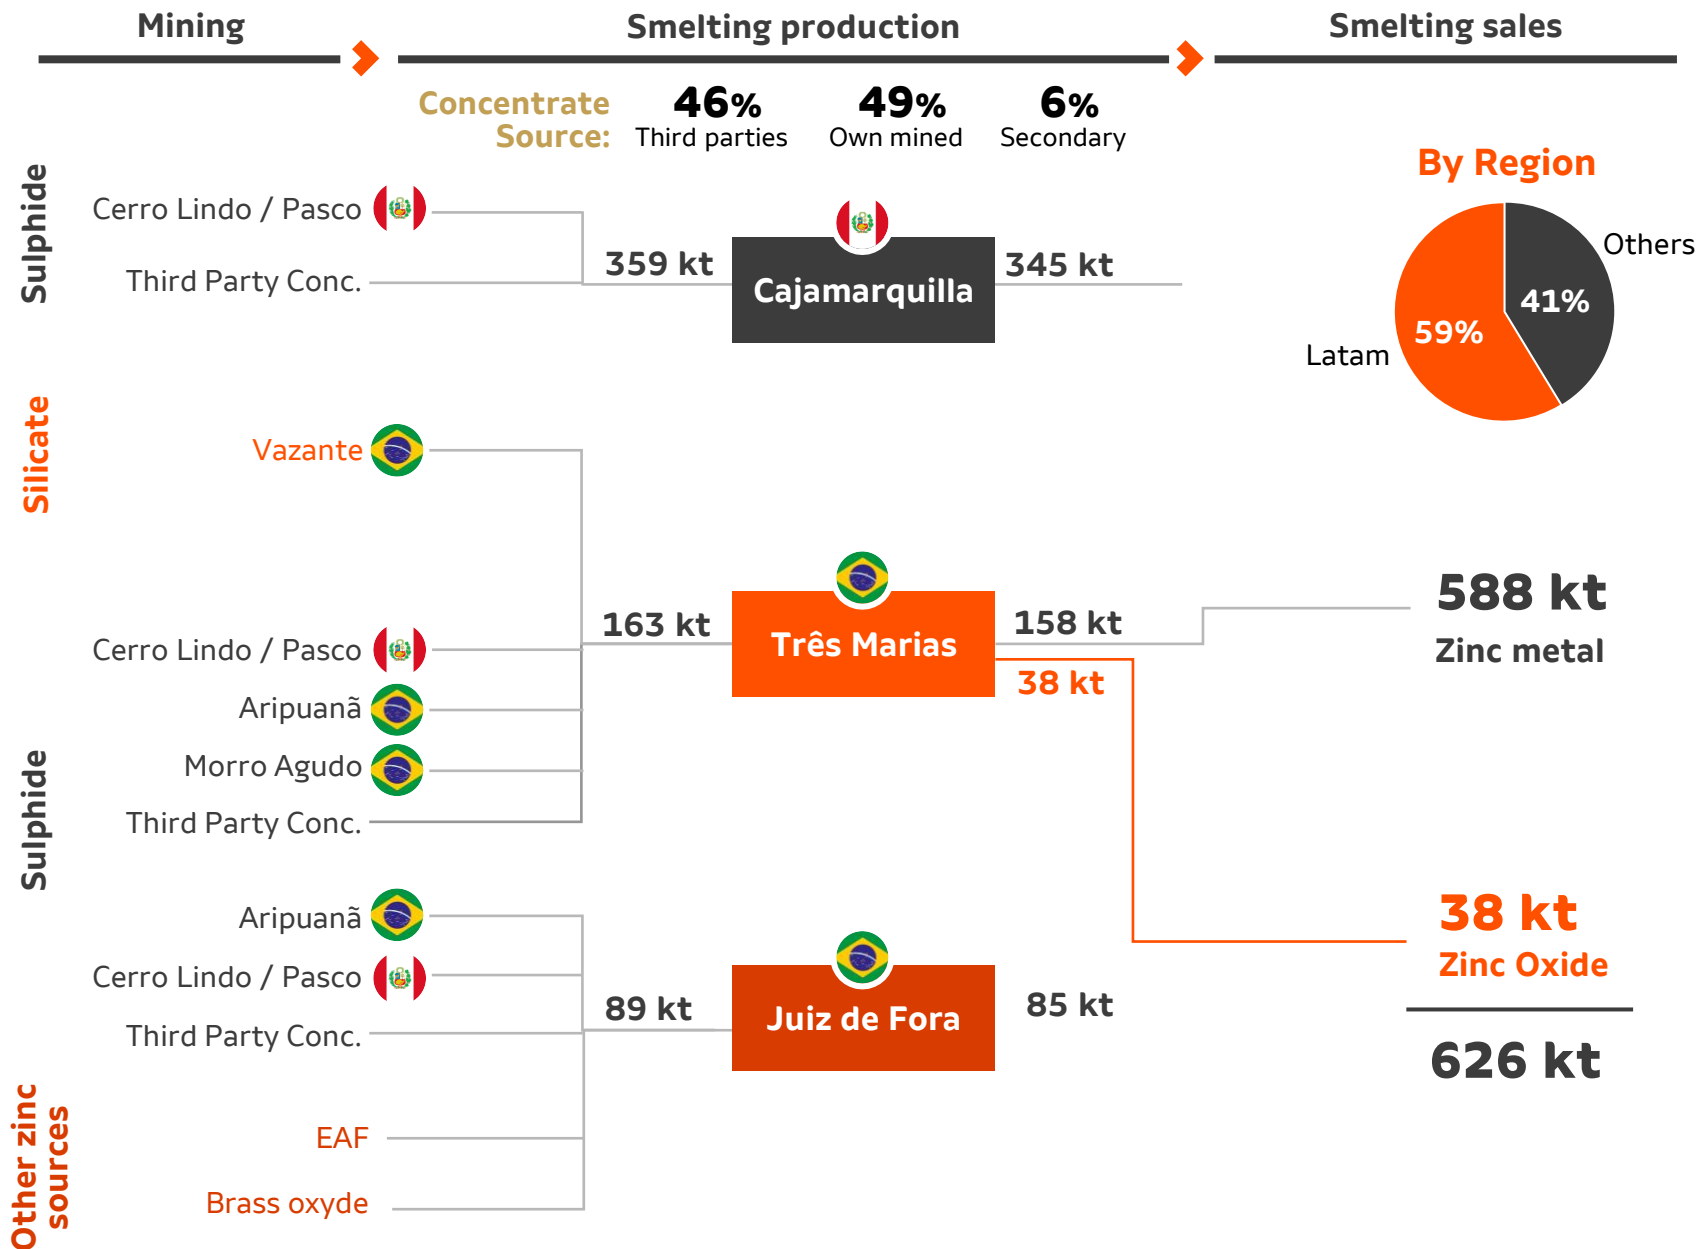 Mining
Smelting production
Smelting sales
Concentrate
Source:
46%
Third parties
49%
Own mined
6%
Secondary
By Region
Others
41%
59%
Latam
Sulphide
Cerro Lindo / Pasco
Third Party Conc.
359 kt
Cajamarquilla
345 kt
Silicate
Vazante
Sulphide
Cerro Lindo / Pasco
Aripuanã
Morro Agudo
Third Party Conc.
163 kt
Três Marias
158 kt
38 kt
588 kt
Zinc metal
Aripuanã
Cerro Lindo / Pasco
Third Party Conc.
89 kt
Juiz de Fora
85 kt
38 kt
Zinc Oxide
626 kt
Other zinc
sources
EAF
Brass oxyde